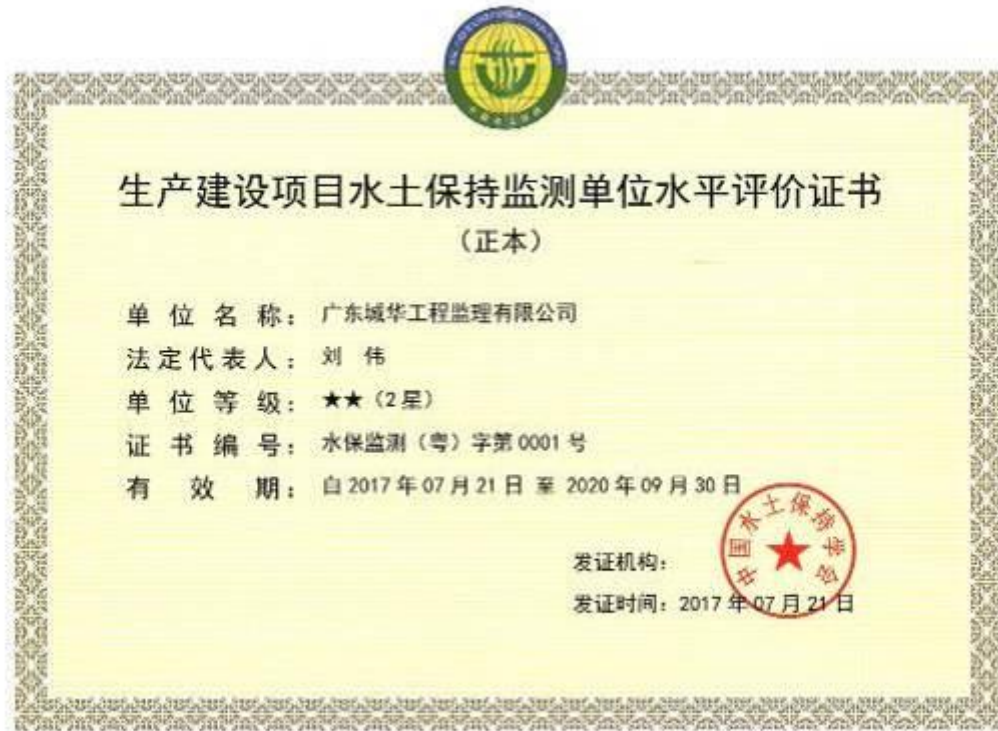 生产建设项目水土保持监测单位水平评价证书
（正本）
单位名称：广东城华工程监理有限公司
法定代表人：刘 伟
单位等级：★★（2星）
证书编号：水保监测（粤）字第0001号
有效期：自2017年07月21日 至 2020年09月30日
中国水土保持学会
发证机构：
发证时间：2017年07月21日